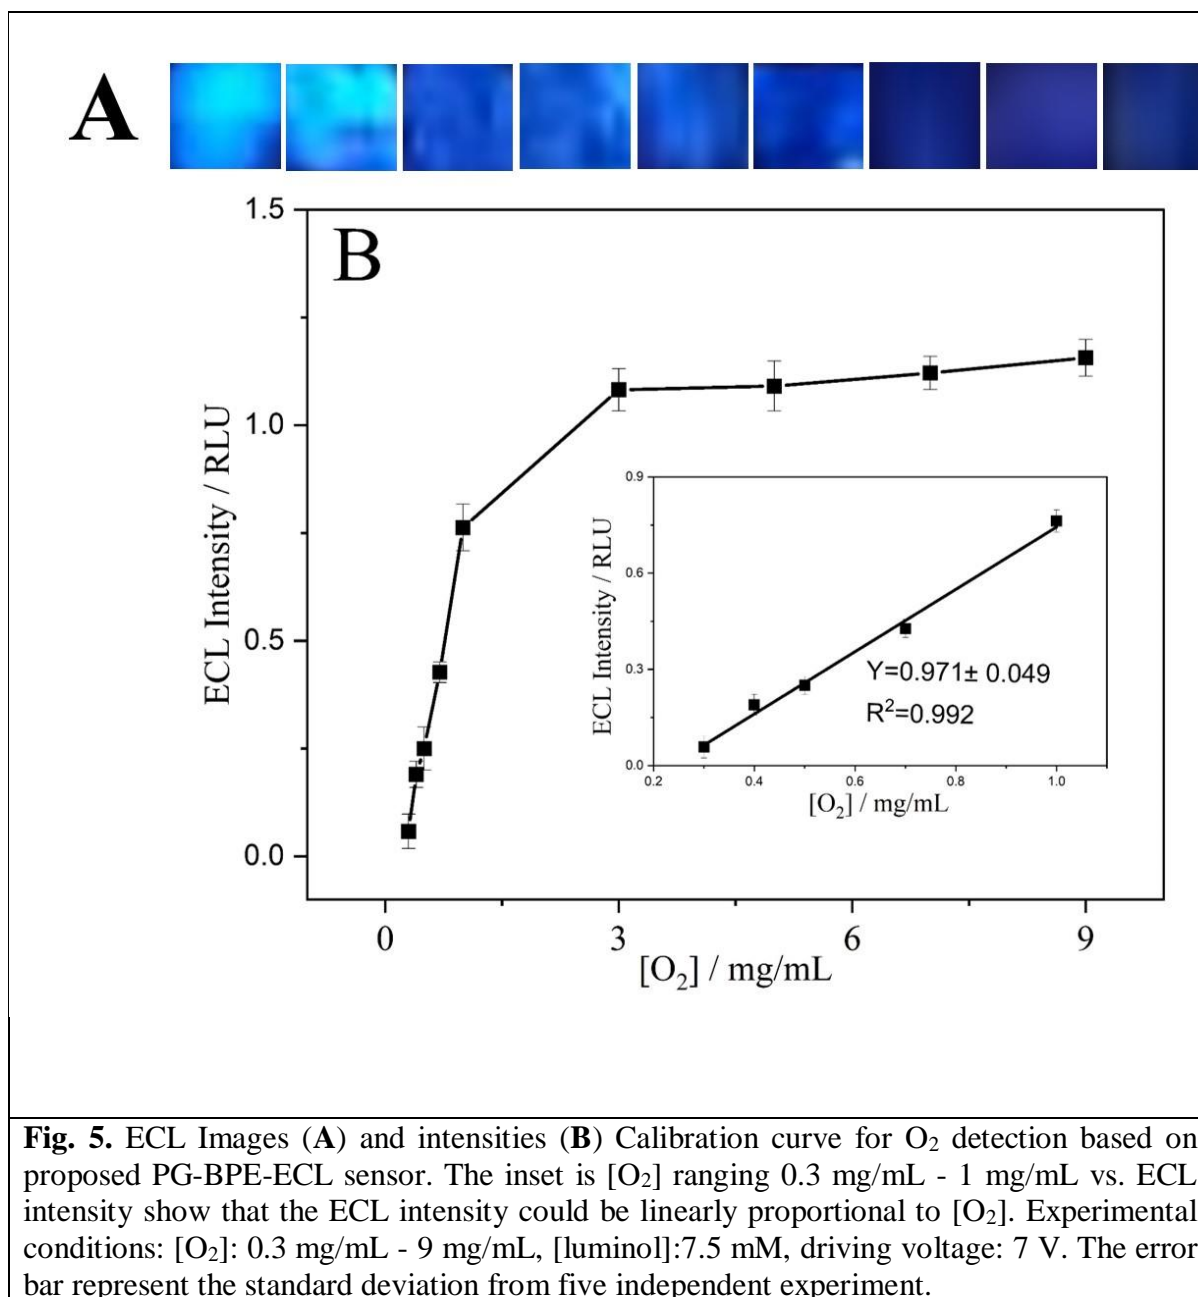 A
B
1.5
1.0
0.5
0.0
ECL Intensity / RLU
0 3 6 9
[O₂] / mg/mL
0.9
0.6
0.3
0.0
ECL Intensity / RLU
Y=0.971± 0.049
R²=0.992
0.2 0.4 0.6 0.8 1.0
[O₂] / mg/mL
Fig. 5. ECL Images (A) and intensities (B) Calibration curve for O₂ detection based on
proposed PG-BPE-ECL sensor. The inset is [O₂] ranging 0.3 mg/mL - 1 mg/mL vs. ECL
intensity show that the ECL intensity could be linearly proportional to [O₂]. Experimental
conditions: [O₂]: 0.3 mg/mL - 9 mg/mL, [luminol]:7.5 mM, driving voltage: 7 V. The error
bar represent the standard deviation from five independent experiment.